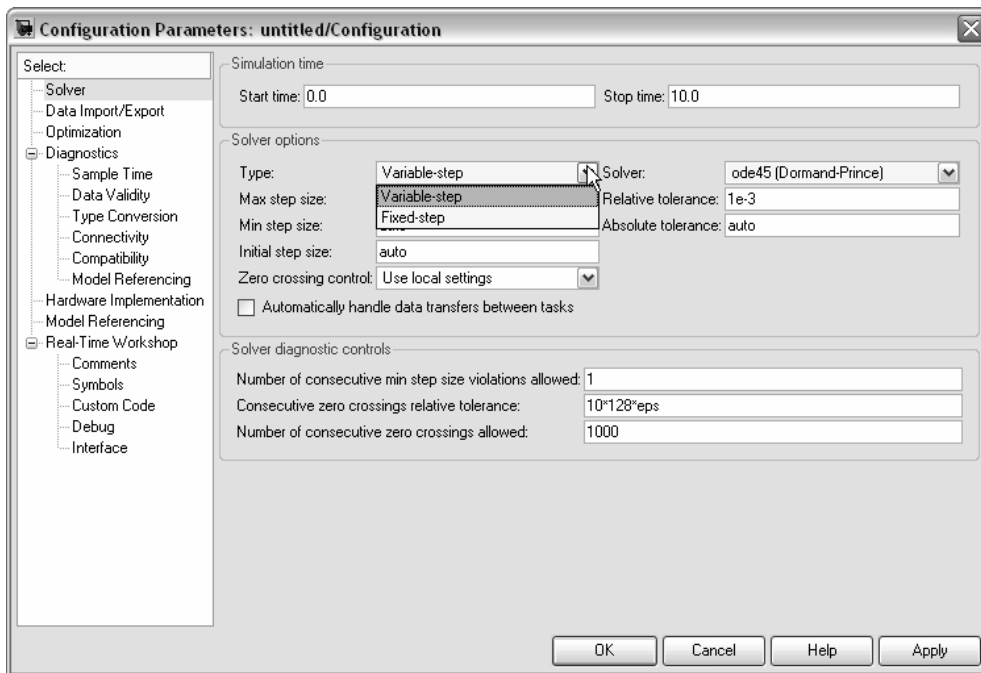 Configuration Parameters: untitled/Configuration
Select:
Solver
Data Import/Export
Optimization
Diagnostics
Sample Time
Data Validity
Type Conversion
Connectivity
Compatibility
Model Referencing
Hardware Implementation
Model Referencing
Real-Time Workshop
Comments
Symbols
Custom Code
Debug
Interface
Simulation time
Start time: 0.0 Stop time: 10.0
Solver options
Type: Variable-step Solver: ode45 (Dormand-Prince)
Max step size: Variable-step Relative tolerance: 1e-3
Fixed-step
Min step size: Absolute tolerance: auto
Initial step size: auto
Zero crossing control: Use local settings
Automatically handle data transfers between tasks
Solver diagnostic controls
Number of consecutive min step size violations allowed: 1
Consecutive zero crossings relative tolerance: 10*128*eps
Number of consecutive zero crossings allowed: 1000
OK Cancel Help Apply